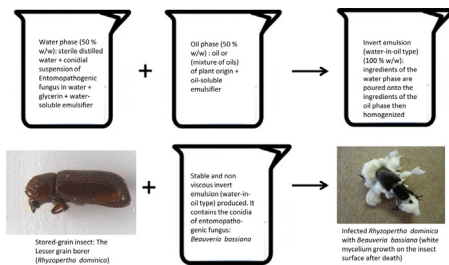 Water phase (50 %
w/w): sterile distilled
water + conidial
suspension of
Entomopathogenic
fungus in water +
glycerin + water-
soluble emulsifier
+
Oil phase (50 %
w/w) : oil or
(mixture of oils)
of plant origin +
oil-soluble
emulsifier
Invert emulsion
(water-in-oil type)
(100 % w/w):
ingredients of the
water phase are
poured onto the
ingredients of the
oil phase then
homogenized
Stored-grain insect: The
Lesser grain borer
(Rhyzopertha dominica)
+
Stable and non
viscous invert
emulsion (water-in-
oil type) produced. It
contains the conidia
of entomopatho-
genic fungus:
Beauveria bassiana
Infected Rhyzopertha dominica
with Beauveria bassiana (white
mycelium growth on the insect
surface after death)